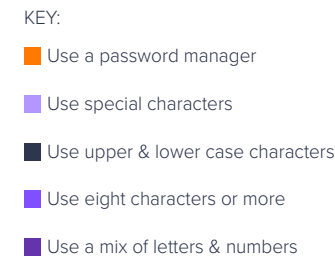 KEY:
Use a password manager
Use special characters
Use upper & lower case characters
Use eight characters or more
Use a mix of letters & numbers